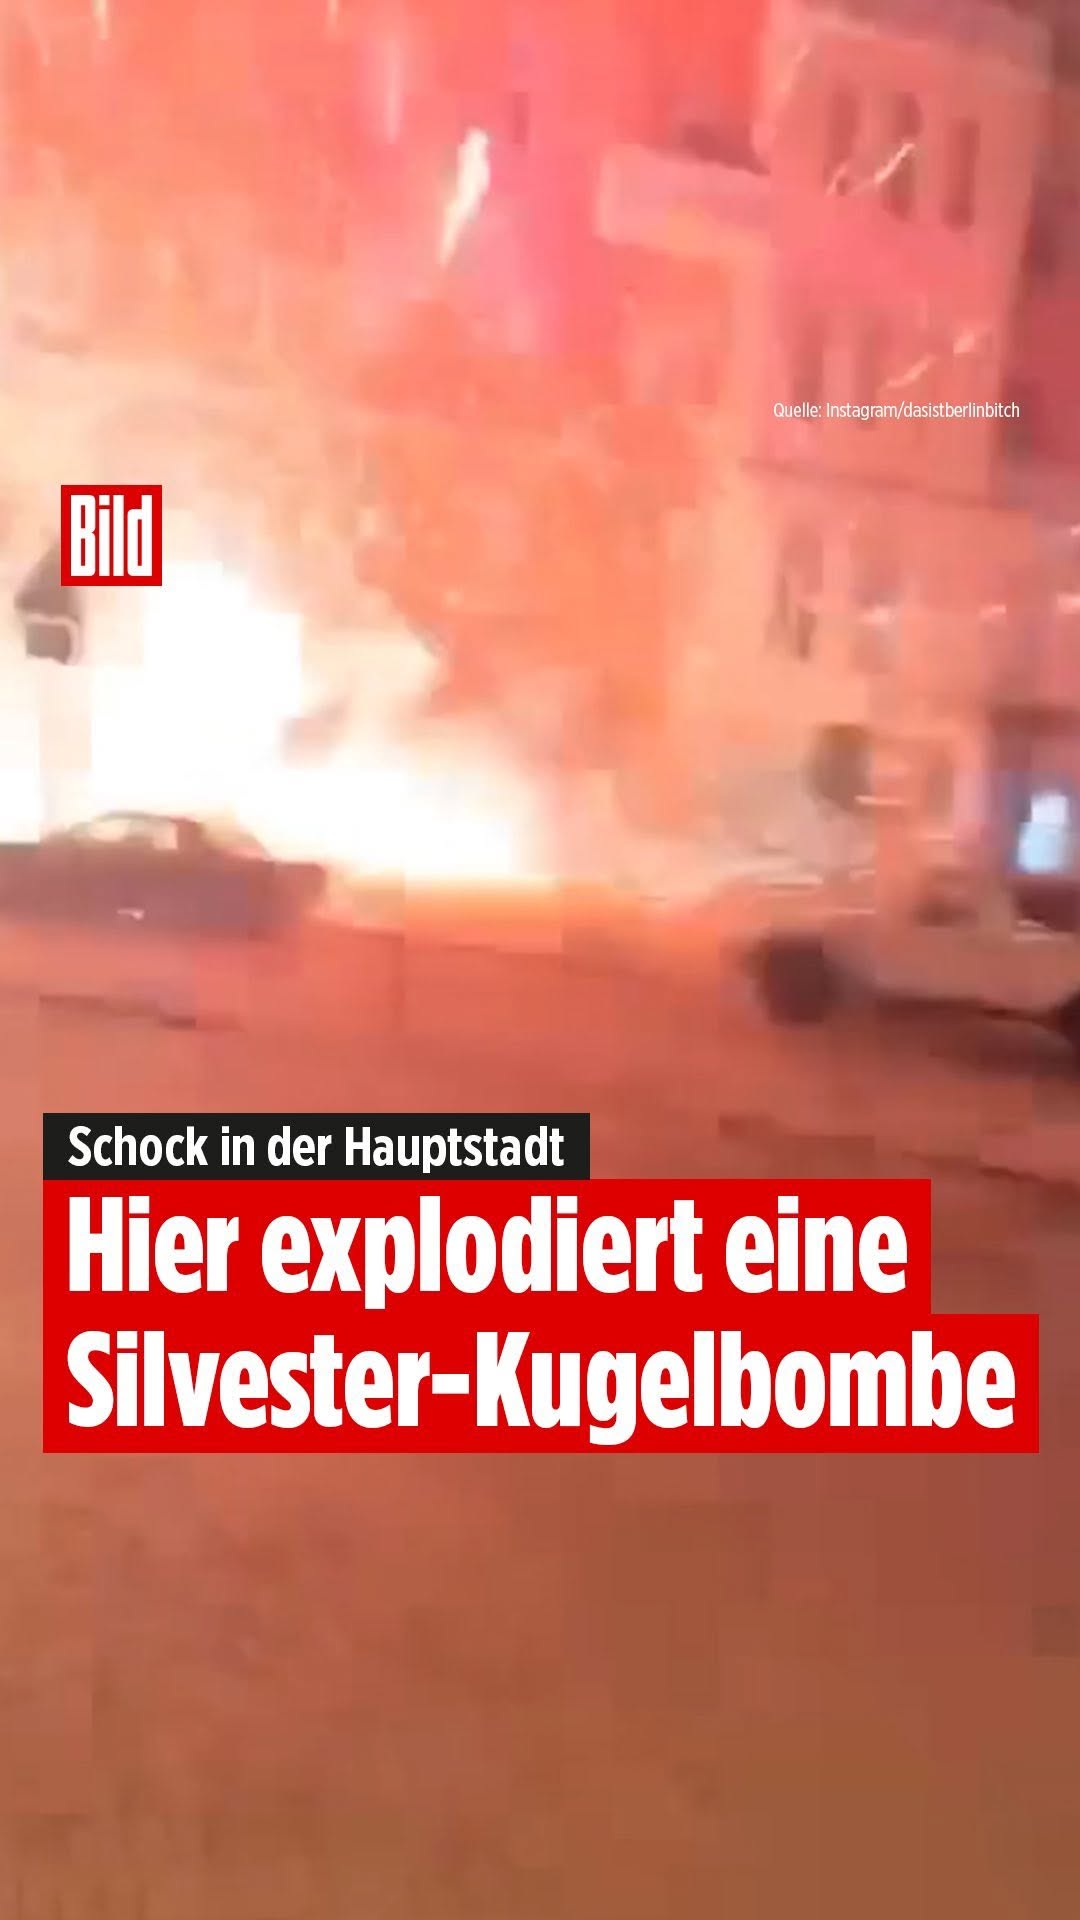 Quelle: Instagram/dasistberlinbitch
Bild
Schock in der Hauptstadt
Hier explodiert eine
Silvester-Kugelbombe